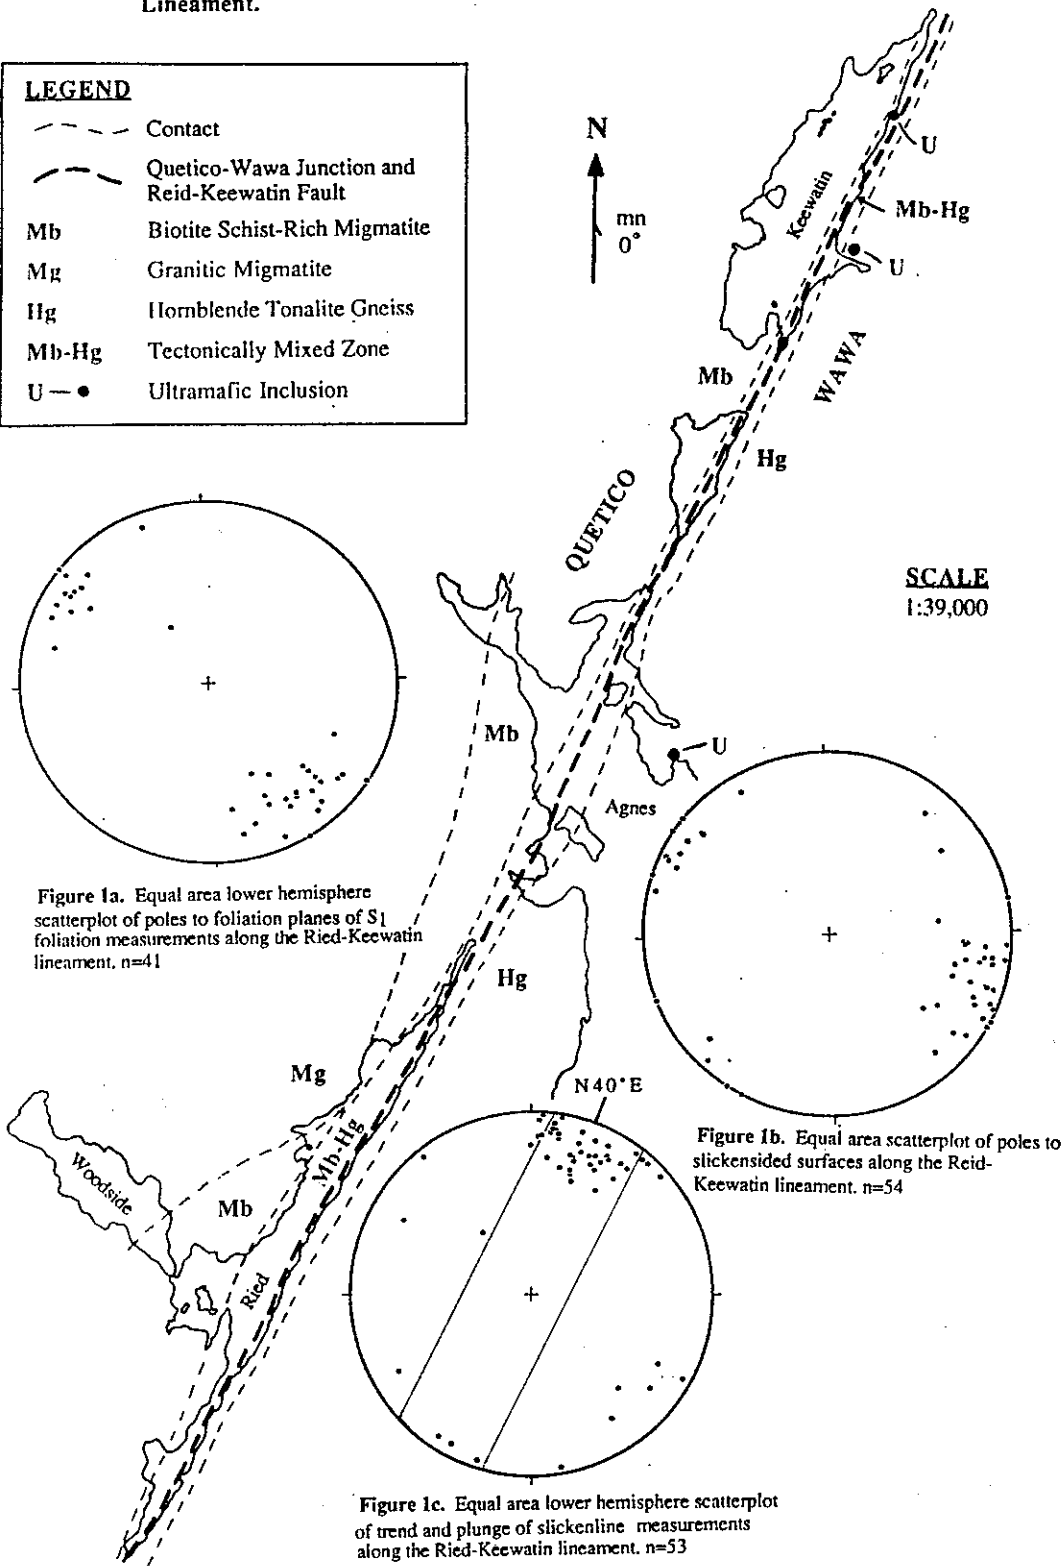 Lineament.
LEGEND
Contact
Quetico-Wawa Junction and
Reid-Keewatin Fault
Mb Biotite Schist-Rich Migmatite
Mg Granitic Migmatite
Hg Hornblende Tonalite Gneiss
Mb-Hg Tectonically Mixed Zone
U — ● Ultramafic Inclusion
N
mn
0°
Keewatin
U
Mb-Hg
U
Mb
WAWA
Hg
QUETICO
SCALE
1:39,000
Mb
U
Agnes
Figure 1a. Equal area lower hemisphere
scatterplot of poles to foliation planes of S1
foliation measurements along the Ried-Keewatin
lineament. n=41
Hg
Mg
N40°E
Mb-Hg
Woodside
Mb
Ried
Figure 1b. Equal area scatterplot of poles to
slickensided surfaces along the Reid-
Keewatin lineament. n=54
Figure 1c. Equal area lower hemisphere scatterplot
of trend and plunge of slickenline measurements
along the Ried-Keewatin lineament. n=53